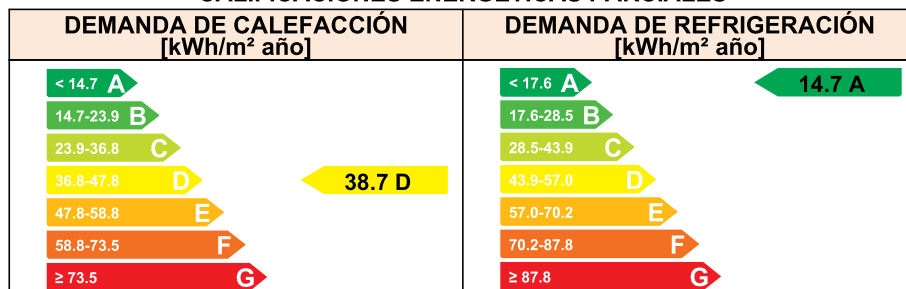 CALIFICACIONES ENERGÉTICAS PARCIALES
DEMANDA DE CALEFACCIÓN
[kWh/m² año]
< 14.7 A
14.7-23.9 B
23.9-36.8 C
36.8-47.8 D
38.7 D
47.8-58.8 E
58.8-73.5 F
≥ 73.5 G
DEMANDA DE REFRIGERACIÓN
[kWh/m² año]
< 17.6 A
14.7 A
17.6-28.5 B
28.5-43.9 C
43.9-57.0 D
57.0-70.2 E
70.2-87.8 F
≥ 87.8 G